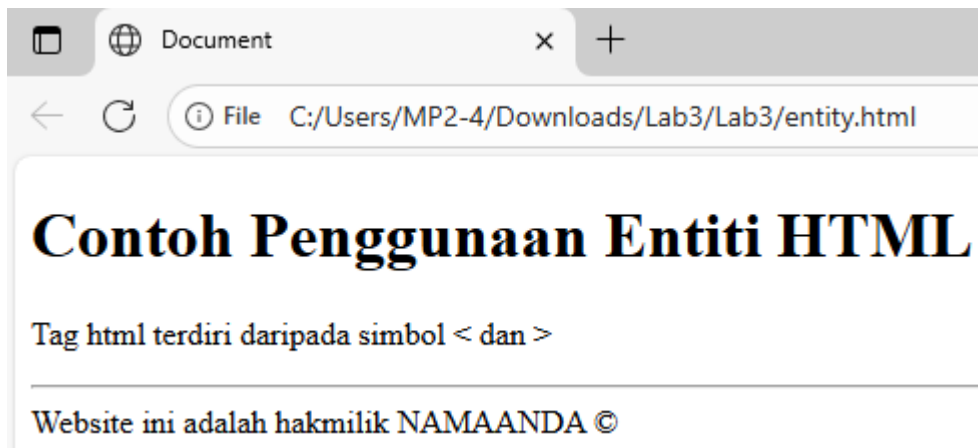 Document
File C:/Users/MP2-4/Downloads/Lab3/Lab3/entity.html
Contoh Penggunaan Entiti HTML
Tag html terdiri daripada simbol < dan >
Website ini adalah hakmilik NAMAANDA ©